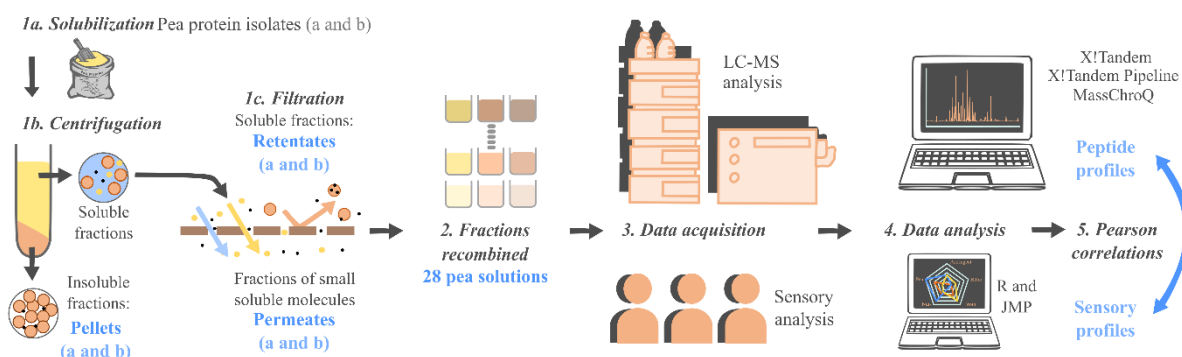 1a. Solubilization Pea protein isolates (a and b)
1b. Centrifugation
Soluble
fractions
Insoluble
fractions:
Pellets
(a and b)
1c. Filtration
Soluble fractions:
Retentates
(a and b)
Fractions of small
soluble molecules
Permeates
(a and b)
2. Fractions
recombined
28 pea solutions
LC-MS
analysis
3. Data acquisition
Sensory
analysis
X!Tandem
X!Tandem Pipeline
MassChroQ
4. Data analysis
R and
JMP
Peptide
profiles
5. Pearson
correlations
Sensory
profiles